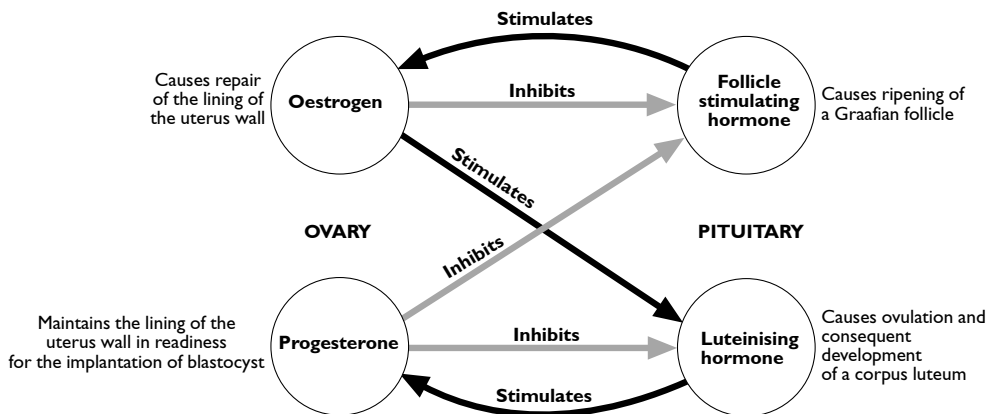 Stimulates
Causes repair
of the lining of
the uterus wall
Oestrogen
Inhibits
Follicle
stimulating
hormone
Causes ripening of
a Graafian follicle
Stimulates
OVARY
PITUITARY
Inhibits
Maintains the lining of the
uterus wall in readiness
for the implantation of blastocyst
Progesterone
Inhibits
Luteinising
hormone
Causes ovulation and
consequent
development
of a corpus luteum
Stimulates